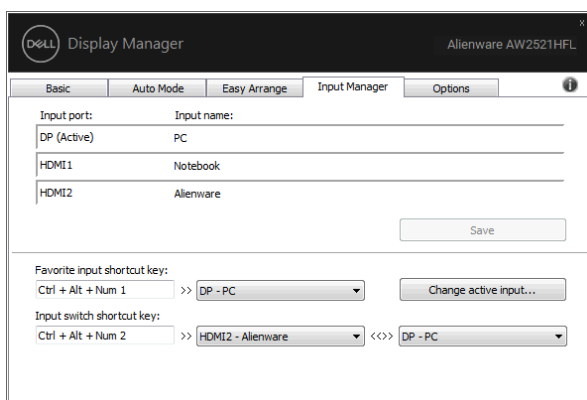 x
DELL Display Manager Alienware AW2521HFL
Basic Auto Mode Easy Arrange Input Manager Options i
Input port: Input name:
DP (Active) PC
HDMI1 Notebook
HDMI2 Alienware
Save
Favorite input shortcut key:
Ctrl + Alt + Num 1 >> DP - PC Change active input...
Input switch shortcut key:
Ctrl + Alt + Num 2 >> HDMI2 - Alienware <<>> DP - PC